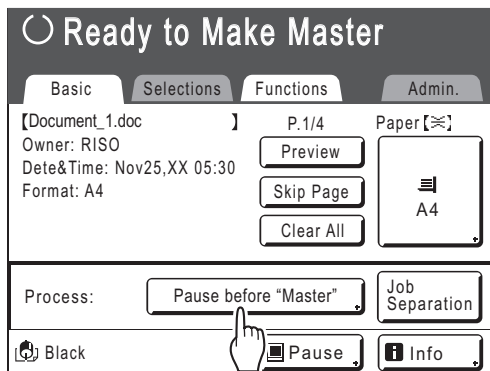 Ready to Make Master
Basic Selections Functions Admin.
【Document_1.doc 】
Owner: RISO
Dete&Time: Nov25,XX 05:30
Format: A4
P.1/4
Preview
Skip Page
Clear All
Paper【】
A4
Process: Pause before “Master”
Job
Separation
Black
Pause
i Info